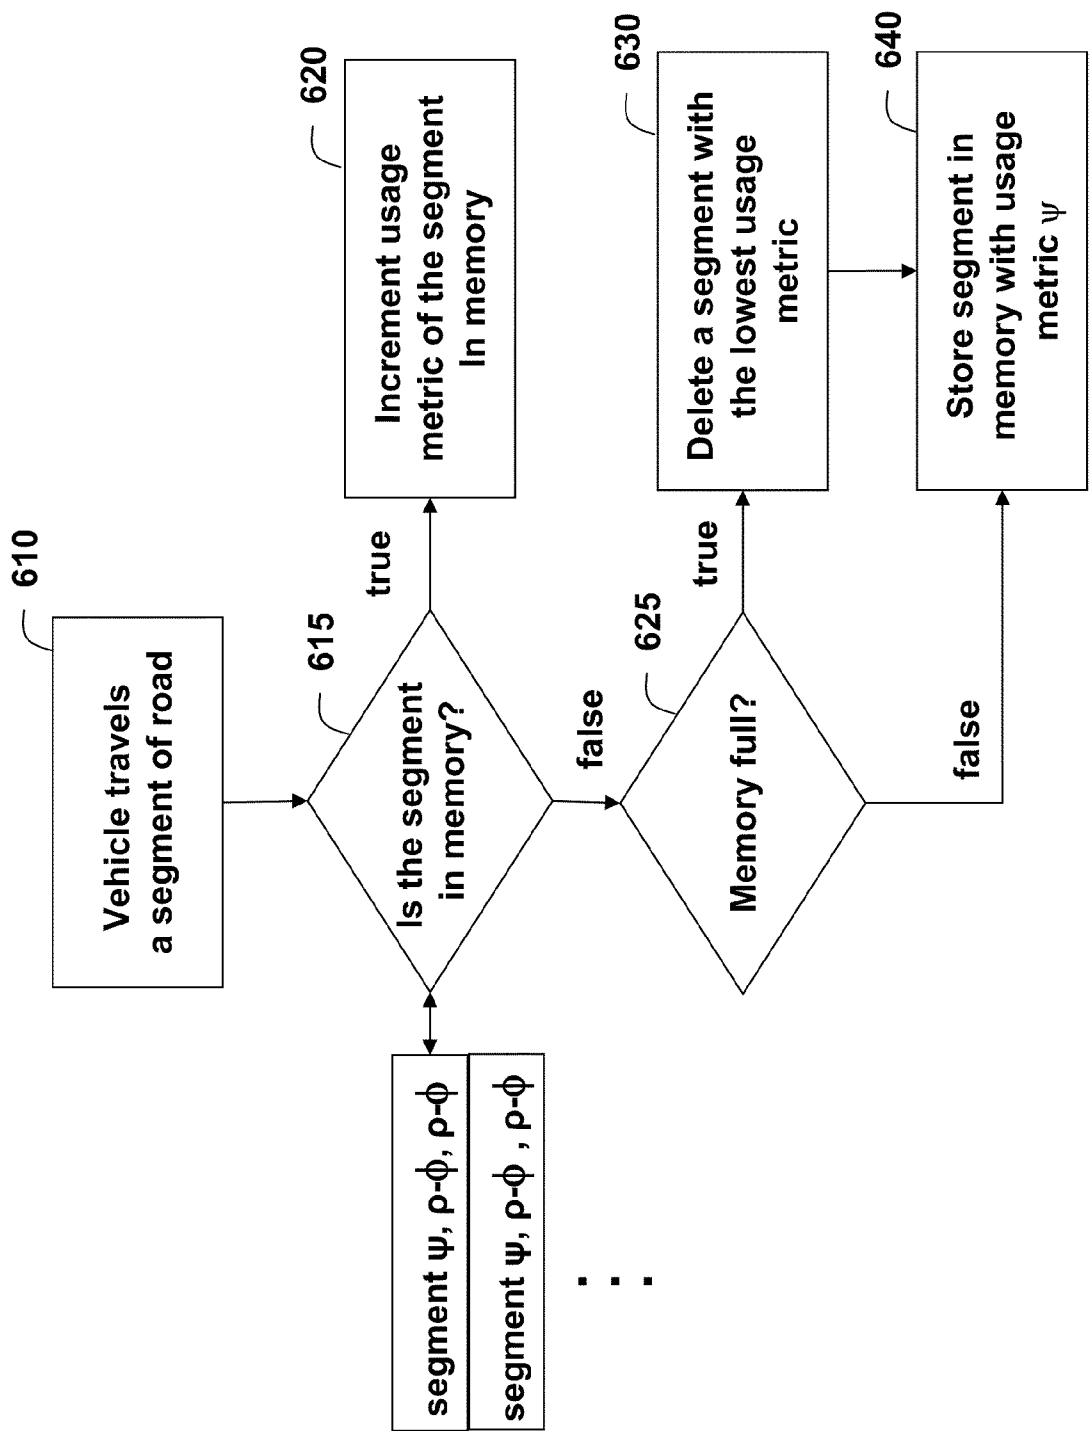 610
Vehicle travels
a segment of road
615
Is the segment
in memory?
true
620
Increment usage
metric of the segment
In memory
segment ψ, ρ-ϕ, ρ-ϕ
segment ψ, ρ-ϕ , ρ-ϕ
. . .
false
625
Memory full?
true
630
Delete a segment with
the lowest usage
metric
false
640
Store segment in
memory with usage
metric ψ